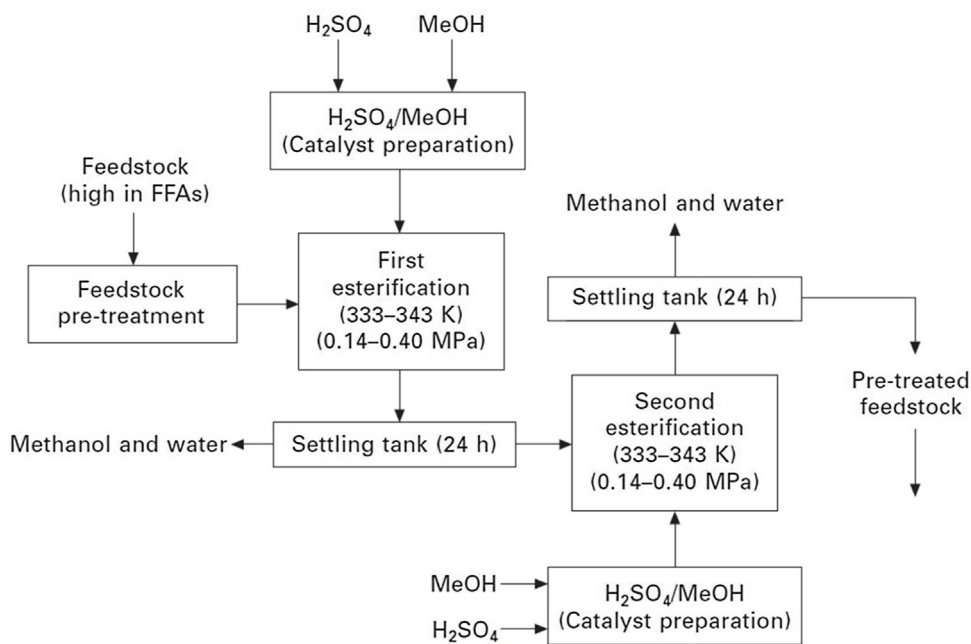 H₂SO₄
MeOH
H₂SO₄/MeOH
(Catalyst preparation)
Feedstock
(high in FFAs)
Feedstock
pre-treatment
First
esterification
(333–343 K)
(0.14–0.40 MPa)
Methanol and water
Settling tank (24 h)
Methanol and water
Settling tank (24 h)
Second
esterification
(333–343 K)
(0.14–0.40 MPa)
Pre-treated
feedstock
MeOH
H₂SO₄
H₂SO₄/MeOH
(Catalyst preparation)